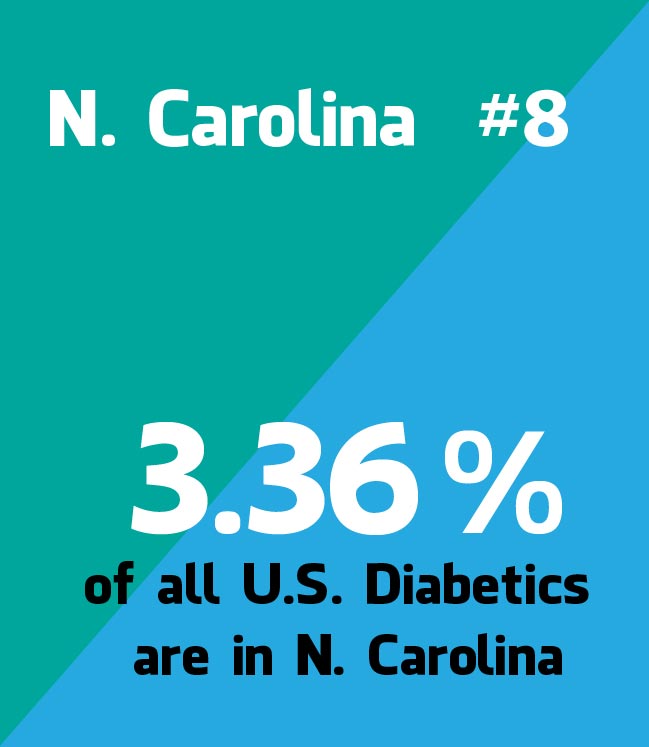 N. Carolina #8
3.36 %
of all U.S. Diabetics
are in N. Carolina